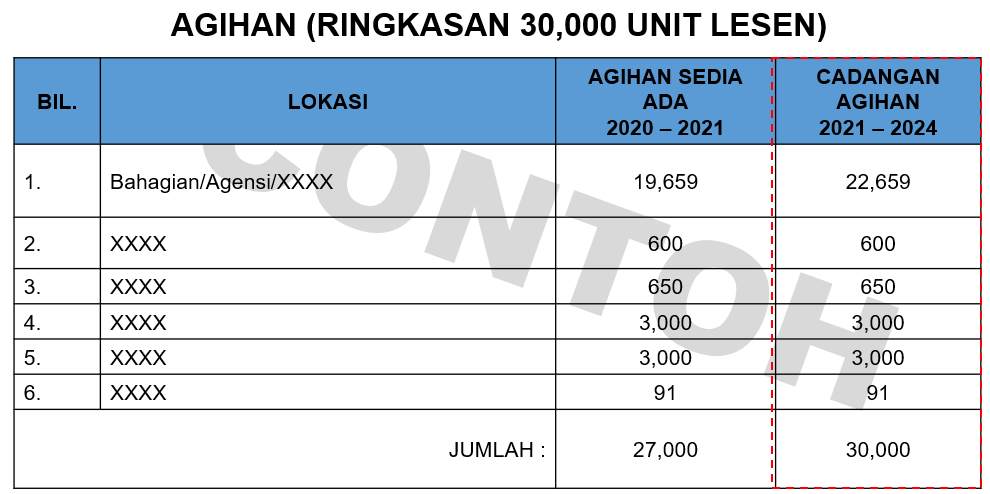 AGIHAN (RINGKASAN 30,000 UNIT LESEN)
BIL. LOKASI AGIHAN SEDIA ADA 2020 – 2021 CADANGAN AGIHAN 2021 – 2024
1. Bahagian/Agensi/XXXX 19,659 22,659
2. XXXX 600 600
3. XXXX 650 650
4. XXXX 3,000 3,000
5. XXXX 3,000 3,000
6. XXXX 91 91
JUMLAH : 27,000 30,000
CONTOH